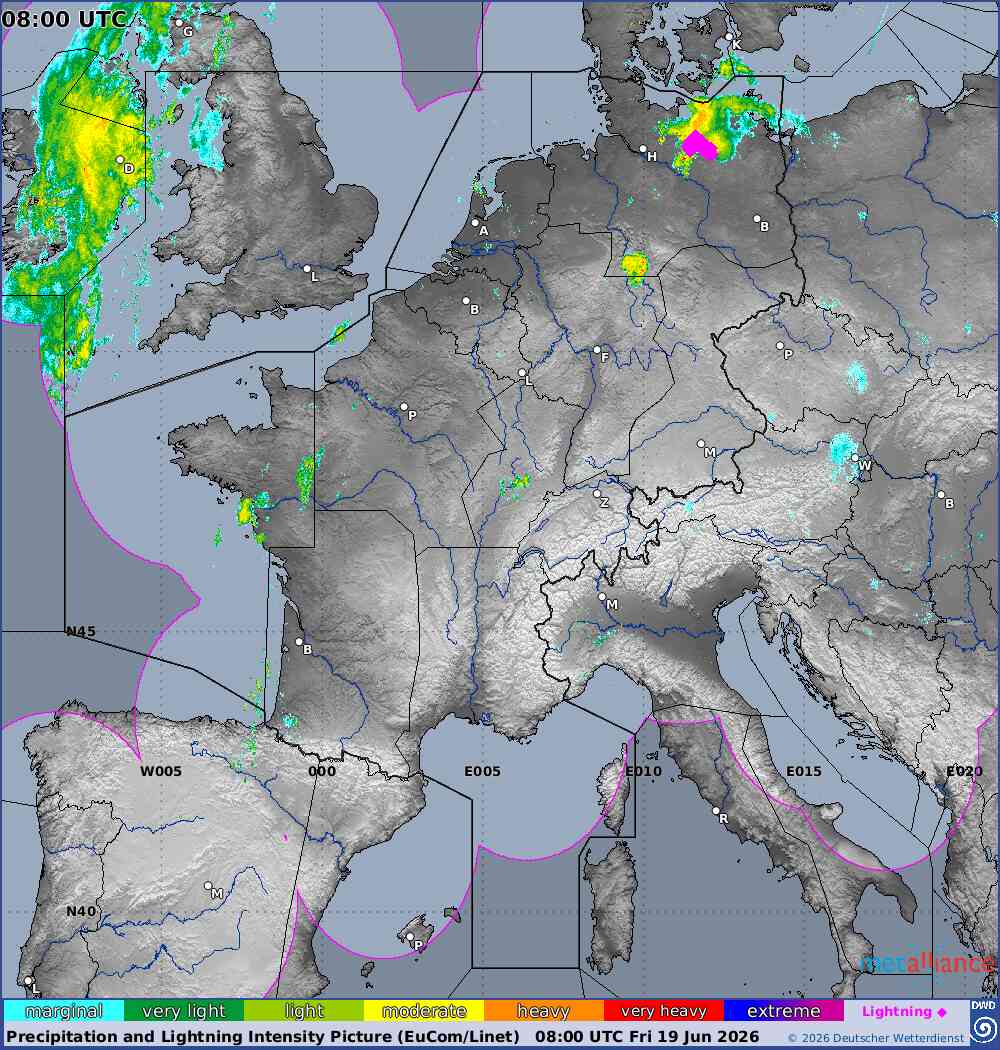 08:00 UTC
G
K
D
H
A
B
L
B
F
P
L
P
M
W
Z
B
M
N45
B
W005
000
E005
E010
E015
E020
R
M
N40
P
L
metalliance
marginal
very light
light
moderate
heavy
very heavy
extreme
Lightning ◆
DWD
Precipitation and Lightning Intensity Picture (EuCom/Linet) 08:00 UTC Fri 19 Jun 2026 © 2026 Deutscher Wetterdienst